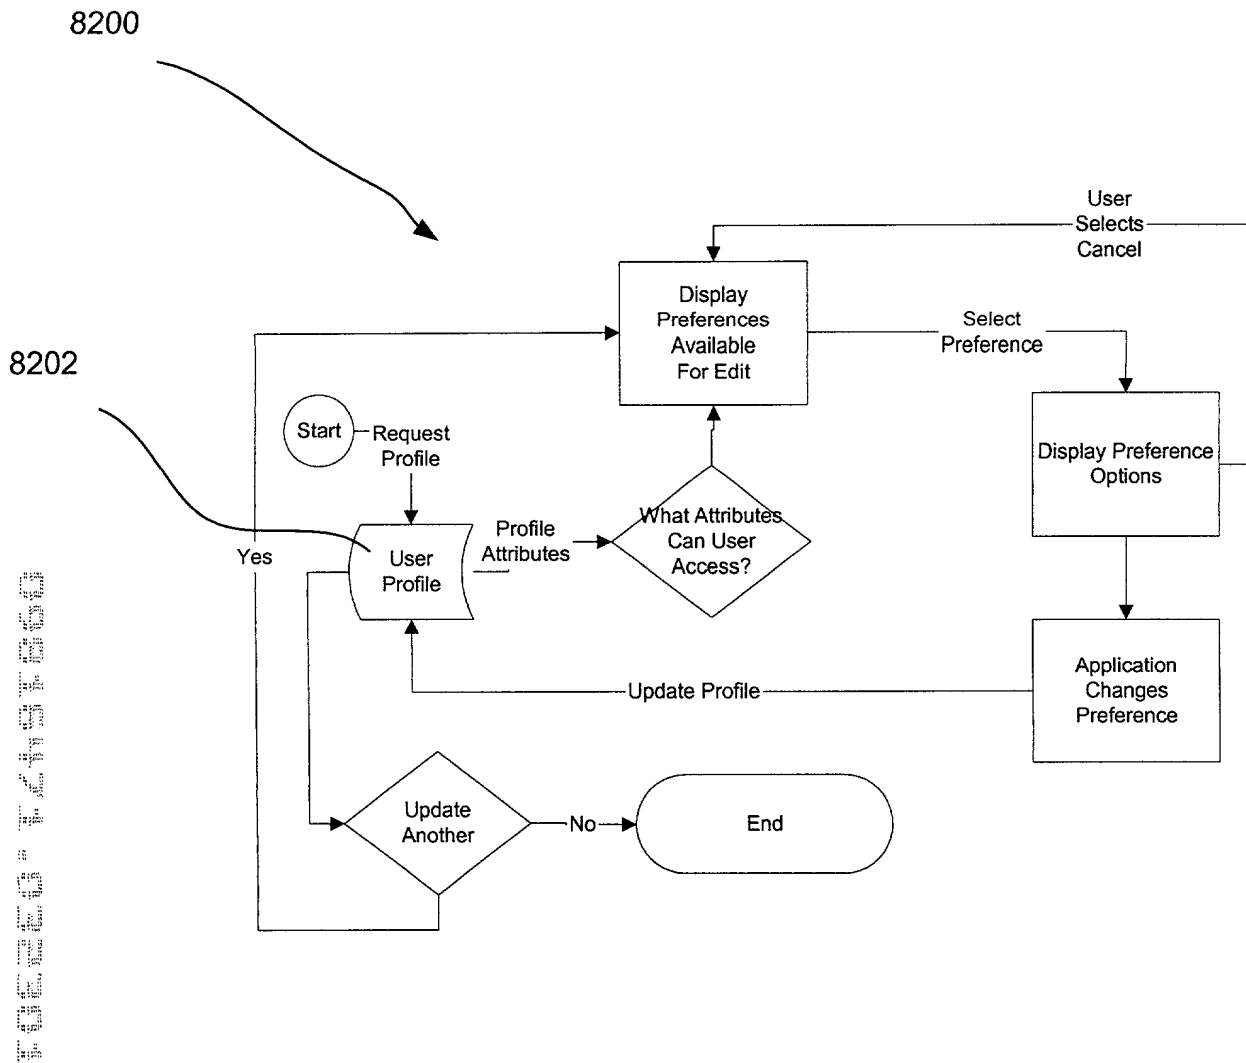 8200
User
Selects
Cancel
Display
Preferences
Available
For Edit
Select
Preference
8202
Start
Request
Profile
Display Preference
Options
What Attributes
Can User
Access?
Profile
Attributes
User
Profile
Yes
Application
Changes
Preference
Update Profile
Update
Another
No
End